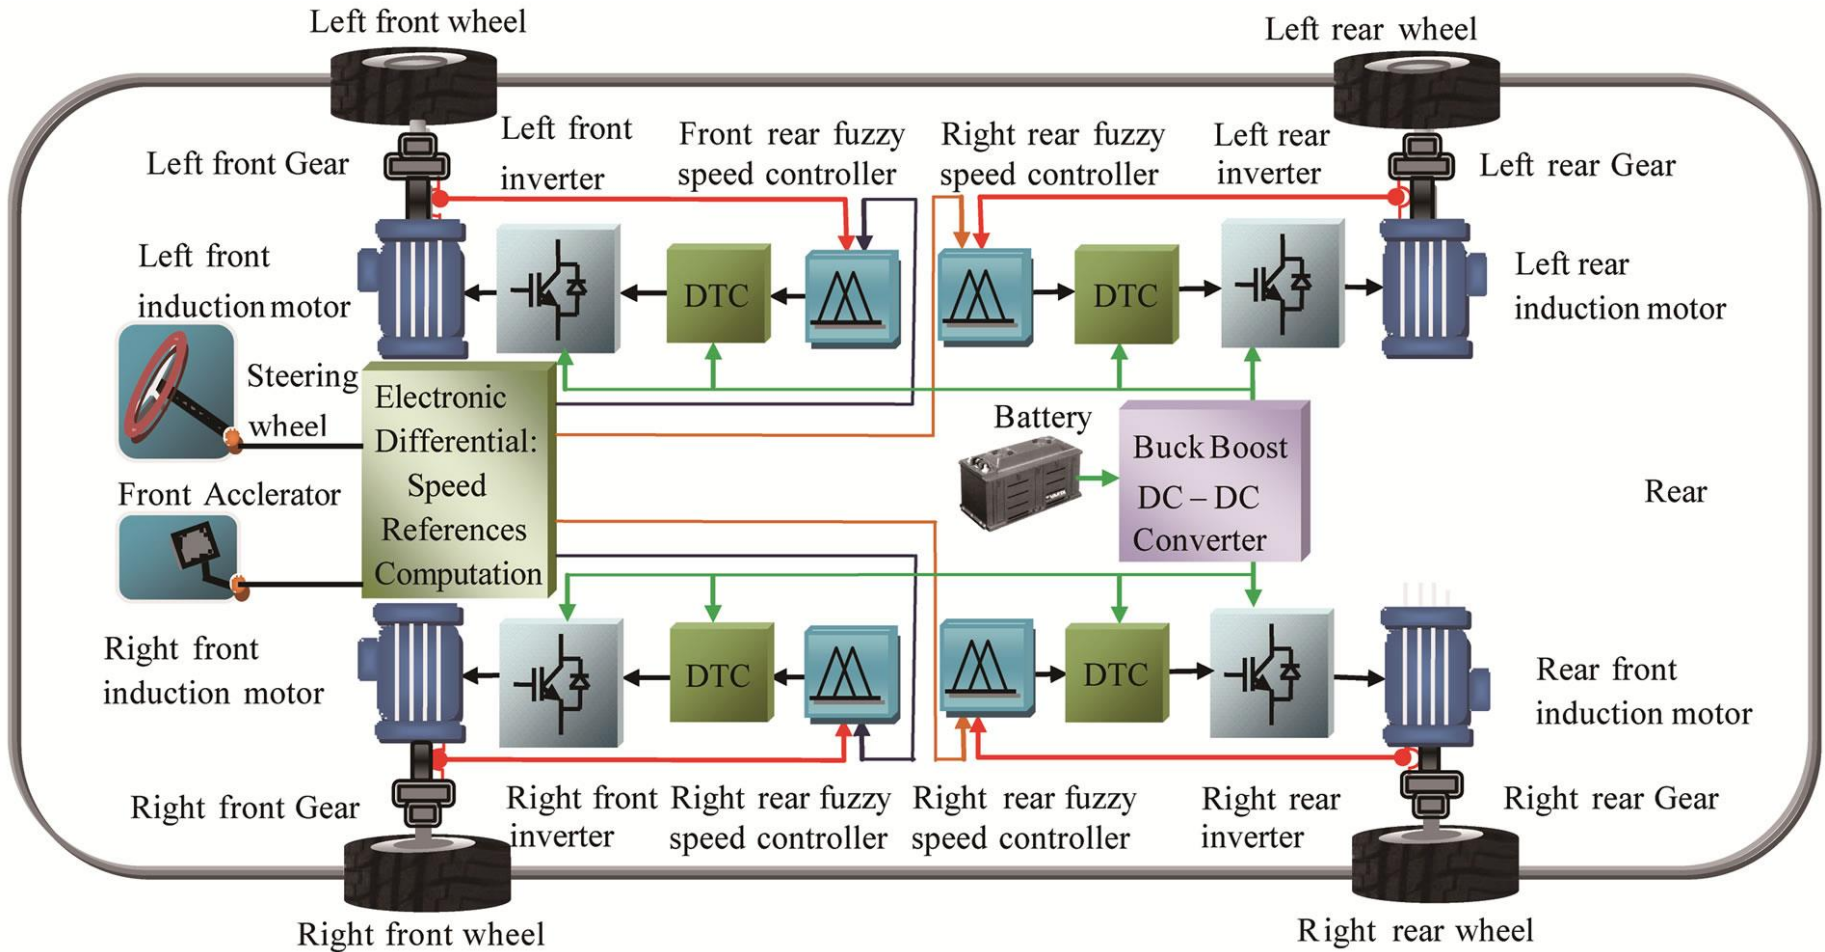 Left front wheel
Left rear wheel
Left front
inverter
Front rear fuzzy
speed controller
Right rear fuzzy
speed controller
Left rear
inverter
Left front Gear
Left rear Gear
Left front
induction motor
DTC
DTC
Left rear
induction motor
Steering
wheel
Electronic
Differential:
Speed
References
Computation
Battery
Buck Boost
DC – DC
Converter
Front Acclerator
Rear
Right front
induction motor
DTC
DTC
Rear front
induction motor
Right front Gear
Right front
inverter
Right rear fuzzy
speed controller
Right rear fuzzy
speed controller
Right rear
inverter
Right rear Gear
Right front wheel
Right rear wheel